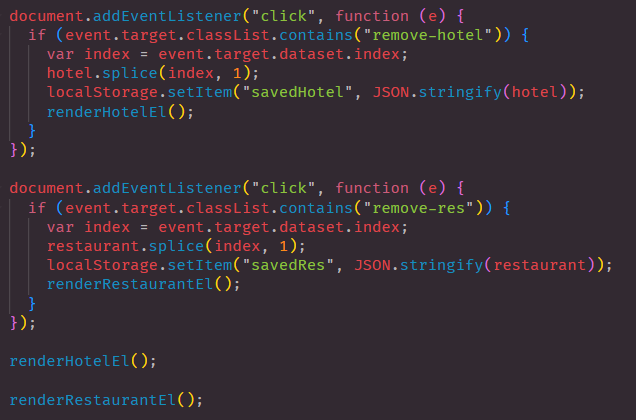 document.addEventListener("click", function (e) {
  if (event.target.classList.contains("remove-hotel")) {
    var index = event.target.dataset.index;
    hotel.splice(index, 1);
    localStorage.setItem("savedHotel", JSON.stringify(hotel));
    renderHotelEl();
  }
});

document.addEventListener("click", function (e) {
  if (event.target.classList.contains("remove-res")) {
    var index = event.target.dataset.index;
    restaurant.splice(index, 1);
    localStorage.setItem("savedRes", JSON.stringify(restaurant));
    renderRestaurantEl();
  }
});

renderHotelEl();

renderRestaurantEl();